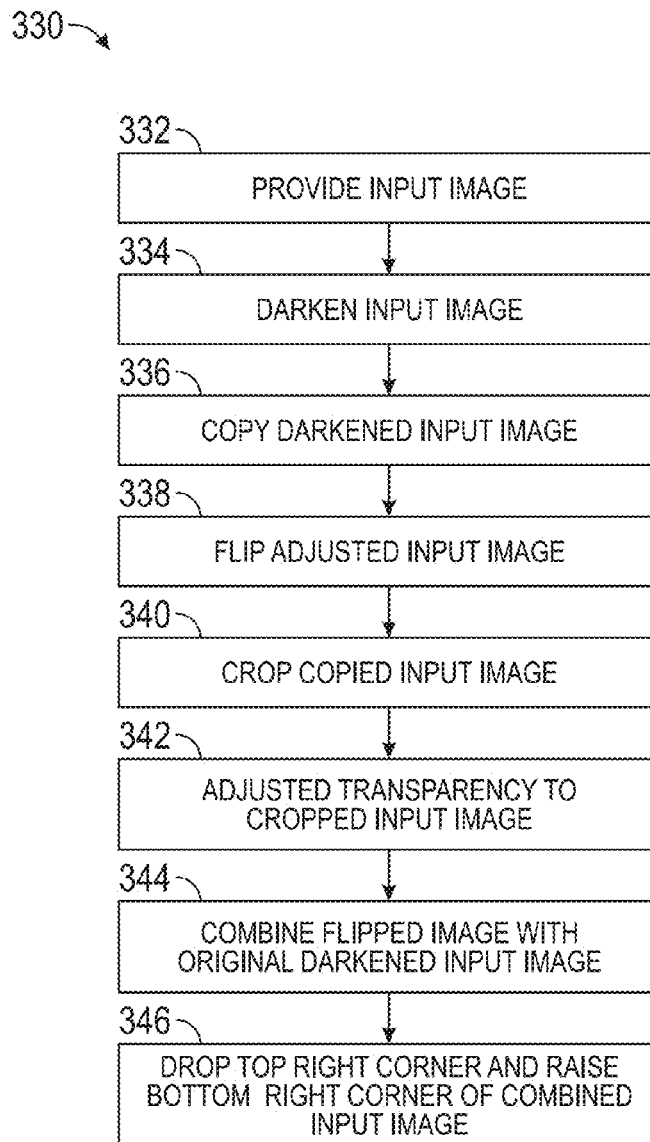 330
332
PROVIDE INPUT IMAGE
334
DARKEN INPUT IMAGE
336
COPY DARKENED INPUT IMAGE
338
FLIP ADJUSTED INPUT IMAGE
340
CROP COPIED INPUT IMAGE
342
ADJUSTED TRANSPARENCY TO
CROPPED INPUT IMAGE
344
COMBINE FLIPPED IMAGE WITH
ORIGINAL DARKENED INPUT IMAGE
346
DROP TOP RIGHT CORNER AND RAISE
BOTTOM RIGHT CORNER OF COMBINED
INPUT IMAGE